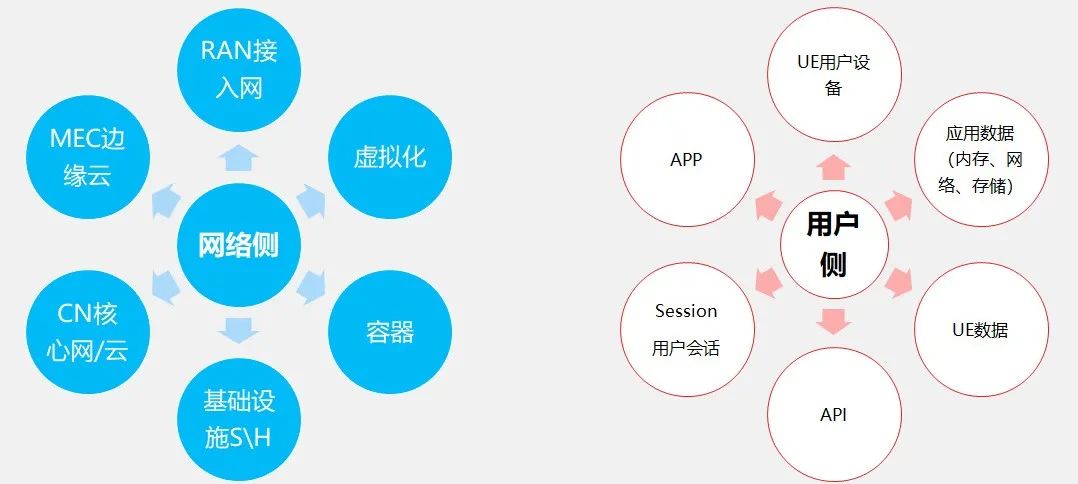 RAN接
入网
虚拟化
容器
基础设
施S\H
CN核
心网/云
MEC边
缘云
网络侧
UE用户设
备
应用数据
（内存、网
络、存储）
UE数据
API
Session
用户会话
APP
用户
侧